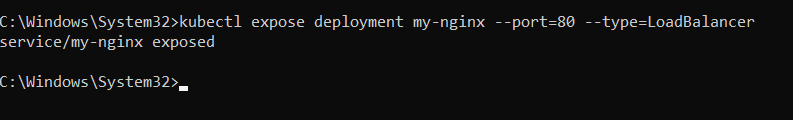 C:\Windows\System32>kubectl expose deployment my-nginx --port=80 --type=LoadBalancer
service/my-nginx exposed
C:\Windows\System32>